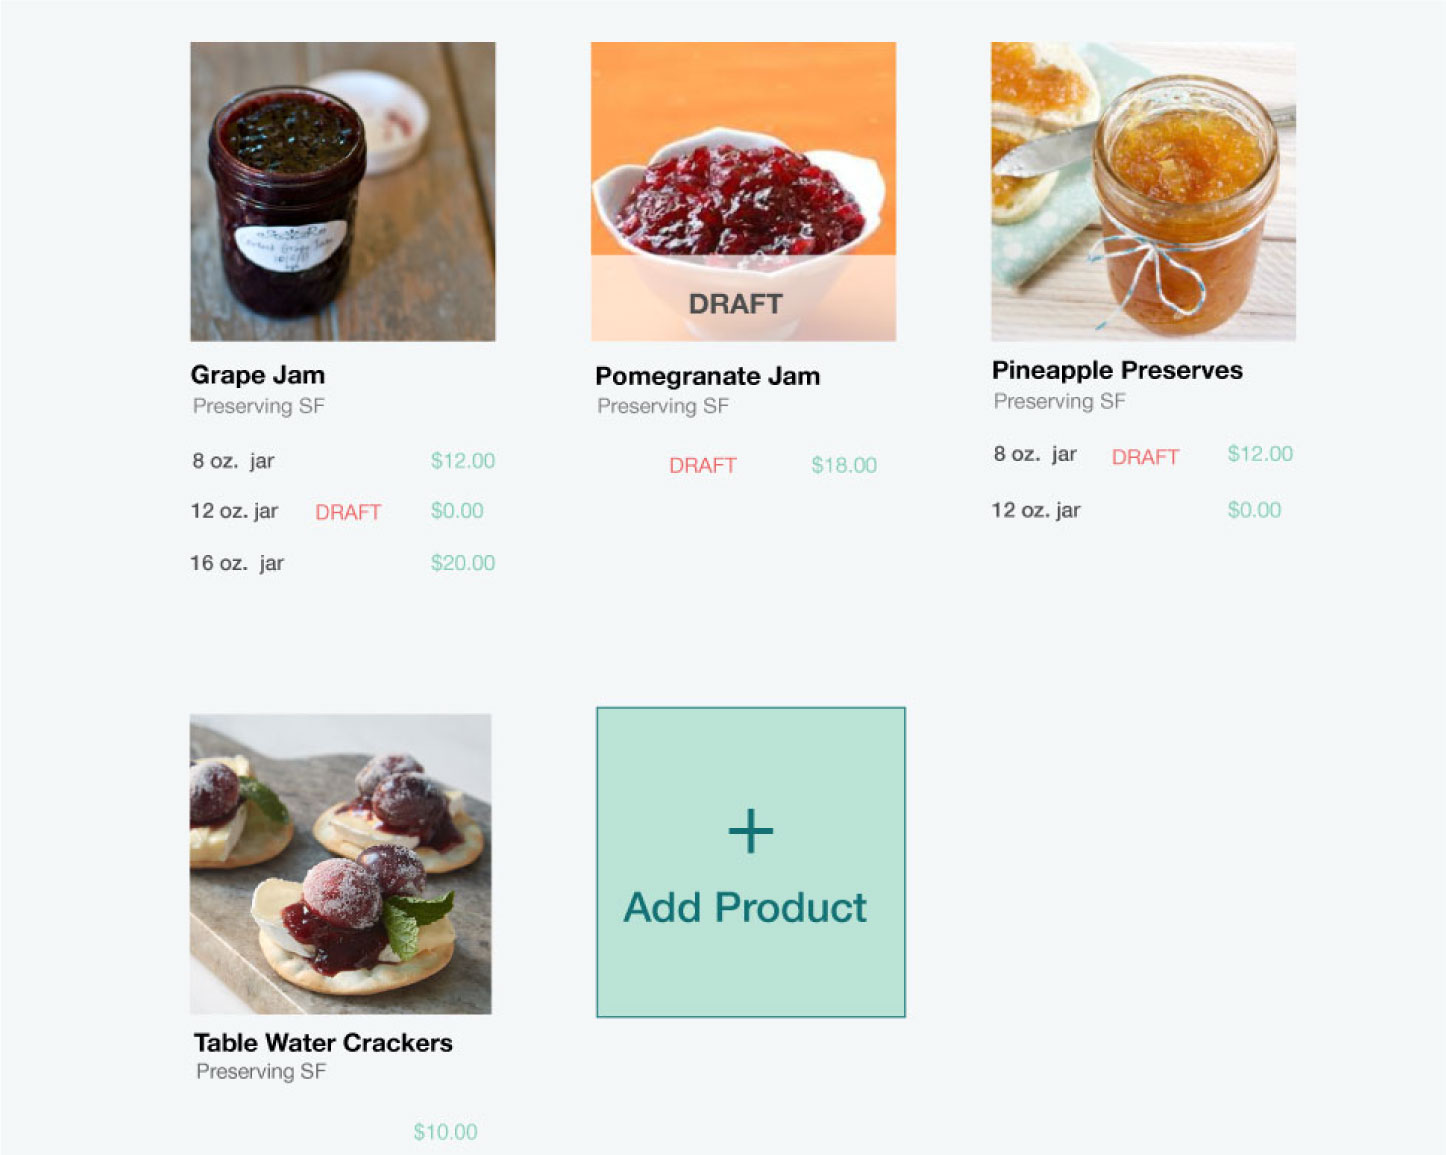 DRAFT
Grape Jam
Preserving SF
8 oz. jar $12.00
12 oz. jar DRAFT $0.00
16 oz. jar $20.00
Pomegranate Jam
Preserving SF
DRAFT $18.00
Pineapple Preserves
Preserving SF
8 oz. jar DRAFT $12.00
12 oz. jar $0.00
+
Add Product
Table Water Crackers
Preserving SF
$10.00